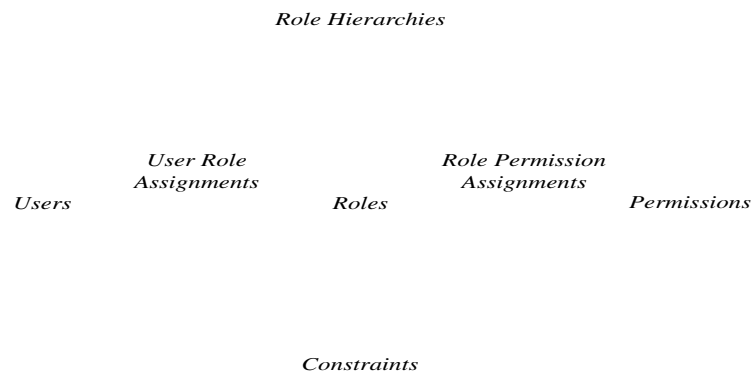 Role Hierarchies
User Role
Assignments
Role Permission
Assignments
Users
Roles
Permissions
Constraints